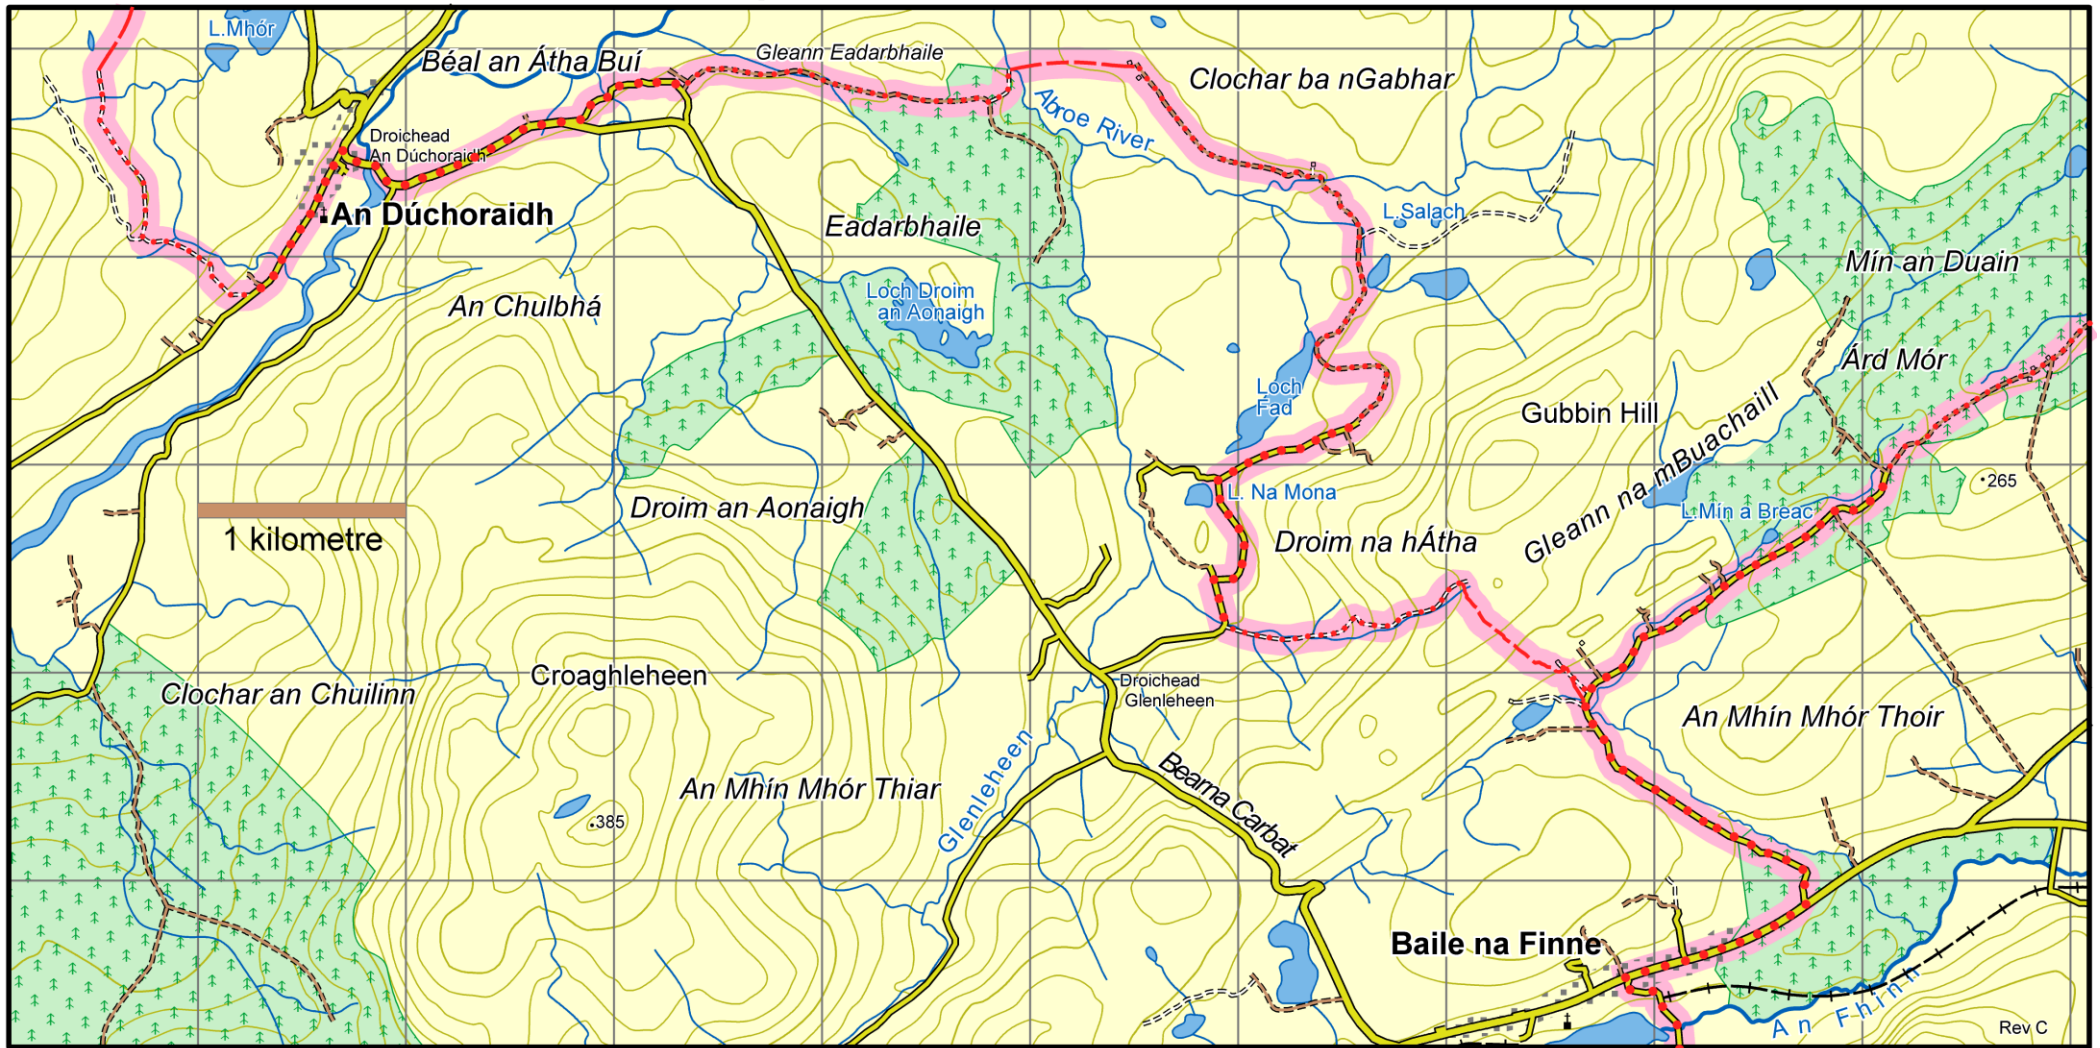 L.Mhór
Béal an Átha Buí
Gleann Eadarbhaile
Clochar ba nGabhar
Abroe River
Droichead
An Dúchoraidh
An Dúchoraidh
L.Salach
Eadarbhaile
Mín an Duain
An Chulbhá
Loch Droim
an Aonaigh
Árd Mór
Loch
Fad
Gubbin Hill
Gleann na mBuachaill
265
L. Na Mona
Droim an Aonaigh
L.Mín á Breac
1 kilometre
Droim na hÁtha
Croaghleheen
Clochar an Chuilinn
Droichead
Glenleheen
An Mhín Mhór Thoir
An Mhín Mhór Thiar
Glenleheen
Bearna Carbat
385
Baile na Finne
An Fhinn
Rev C